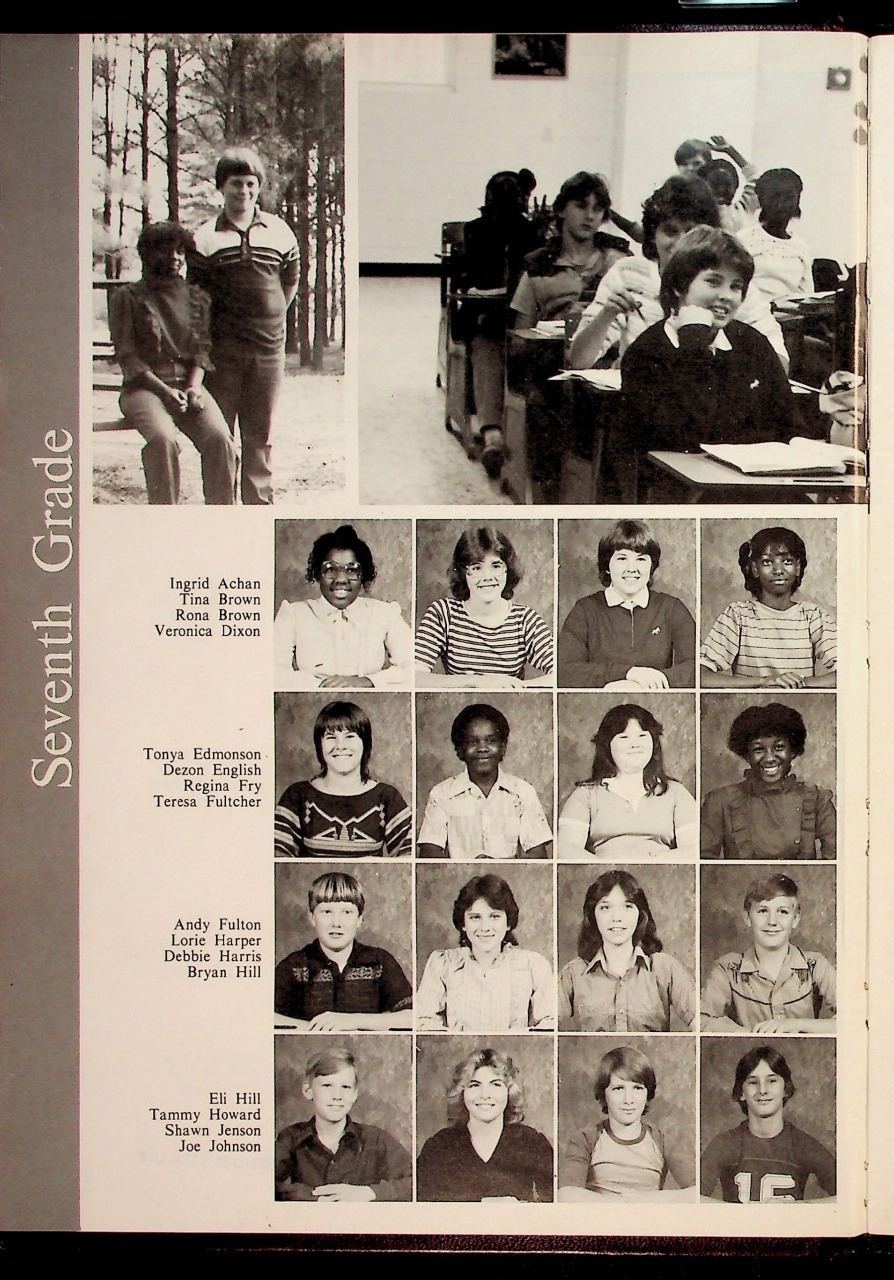 Seventh Grade
Ingrid Achan
Tina Brown
Rona Brown
Veronica Dixon
Tonya Edmonson
Dezon English
Regina Fry
Teresa Fultcher
Andy Fulton
Lorie Harper
Debbie Harris
Bryan Hill
Eli Hill
Tammy Howard
Shawn Jenson
Joe Johnson
15